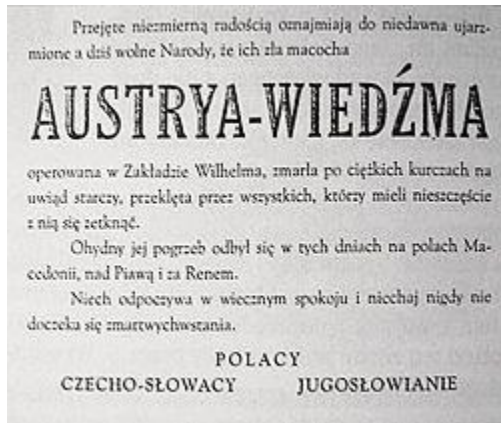 Przejęte niezmierną radością oznajmiają do niedawna ujarz-
mione a dziś wolne Narody, że ich zła macocha
AUSTRYA-WIEDŹMA
operowana w Zakładzie Wilhelma, zmarła po ciężkich kurczach na
uwiąd starczy, przeklęta przez wszystkich, którzy mieli nieszczęście
z nią się zetknąć.
Ohydny jej pogrzeb odbył się w tych dniach na polach Ma-
cedonii, nad Piawą i za Renem.
Niech odpoczywa w wiecznym spokoju i niechaj nigdy nie
doczeka się zmartwychwstania.
POLACY
CZECHO-SŁOWACY JUGOSŁOWIANIE